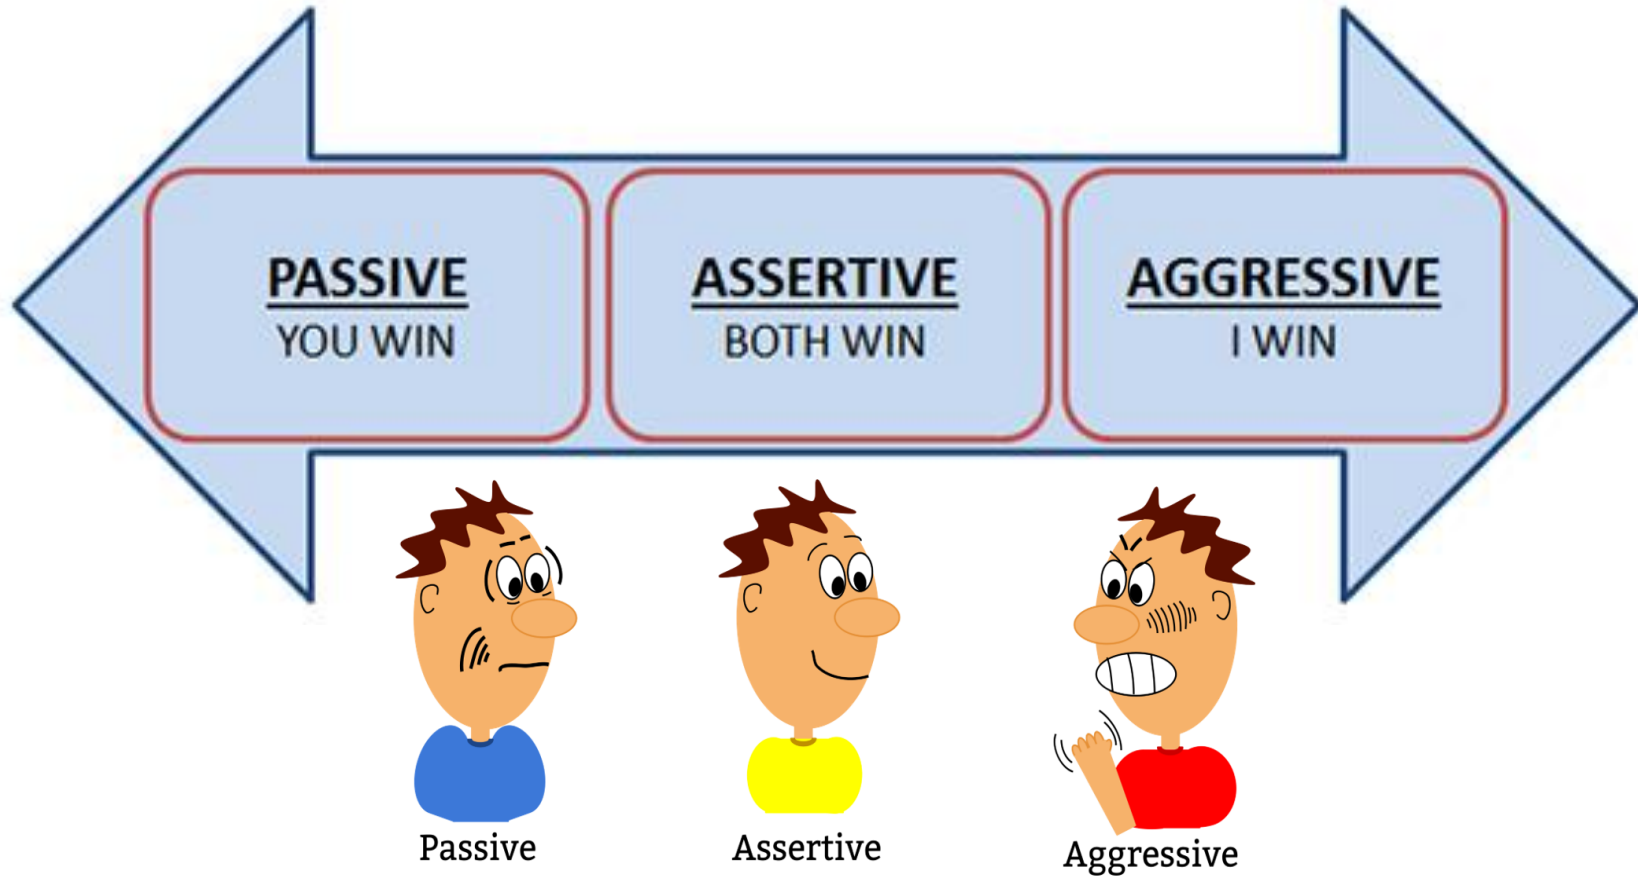 PASSIVE
YOU WIN
ASSERTIVE
BOTH WIN
AGGRESSIVE
I WIN
Passive
Assertive
Aggressive